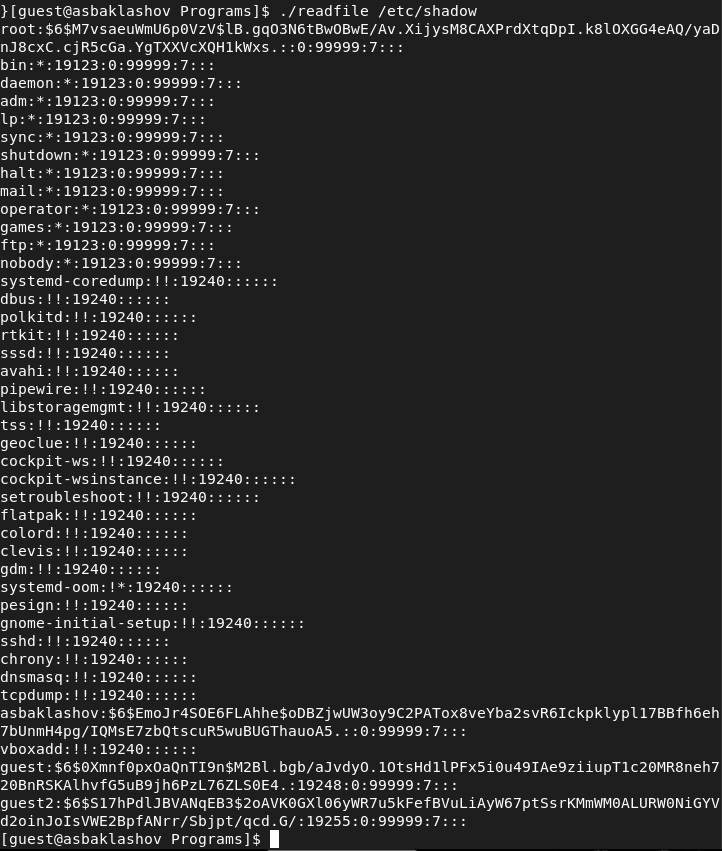 }[guest@asbaklashov Programs]$ ./readfile /etc/shadow
root:$6$M7vsaeuWmU6p0VzV$lB.gqO3N6tBwOBwE/Av.XijysM8CAXPrdXtqDpI.k8lOXGG4eAQ/yaD
nJ8cxC.cjR5cGa.YgTXXVcXQH1kWxs.::0:99999:7:::
bin:*:19123:0:99999:7:::
daemon:*:19123:0:99999:7:::
adm:*:19123:0:99999:7:::
lp:*:19123:0:99999:7:::
sync:*:19123:0:99999:7:::
shutdown:*:19123:0:99999:7:::
halt:*:19123:0:99999:7:::
mail:*:19123:0:99999:7:::
operator:*:19123:0:99999:7:::
games:*:19123:0:99999:7:::
ftp:*:19123:0:99999:7:::
nobody:*:19123:0:99999:7:::
systemd-coredump:!!:19240::::::
dbus:!!:19240::::::
polkitd:!!:19240::::::
rtkit:!!:19240::::::
sssd:!!:19240::::::
avahi:!!:19240::::::
pipewire:!!:19240::::::
libstoragemgmt:!!:19240::::::
tss:!!:19240::::::
geoclue:!!:19240::::::
cockpit-ws:!!:19240::::::
cockpit-wsinstance:!!:19240::::::
setroubleshoot:!!:19240::::::
flatpak:!!:19240::::::
colord:!!:19240::::::
clevis:!!:19240::::::
gdm:!!:19240::::::
systemd-oom:!*:19240::::::
pesign:!!:19240::::::
gnome-initial-setup:!!:19240::::::
sshd:!!:19240::::::
chrony:!!:19240::::::
dnsmasq:!!:19240::::::
tcpdump:!!:19240::::::
asbaklashov:$6$EmoJr4SOE6FLAhhe$oDBZjwUW3oy9C2PATox8veYba2svR6Ickpklypl17BBfh6eh
7bUnmH4pg/IQMsE7zbQtscuR5wuBUGThauoA5.::0:99999:7:::
vboxadd:!!:19240::::::
guest:$6$0Xmnf0pxOaQnTI9n$M2Bl.bgb/aJvdyO.1OtsHd1lPFx5i0u49IAe9ziiupT1c20MR8neh7
20BnRSKAlhvfG5uB9jh6PzL76ZLS0E4.:19248:0:99999:7:::
guest2:$6$S17hPdlJBVANqEB3$2oAVK0GXl06yWR7u5kFefBVuLiAyW67ptSsrKMmWM0ALURW0NiGYV
d2oinJoIsVWE2BpfANrr/Sbjpt/qcd.G/:19255:0:99999:7:::
[guest@asbaklashov Programs]$